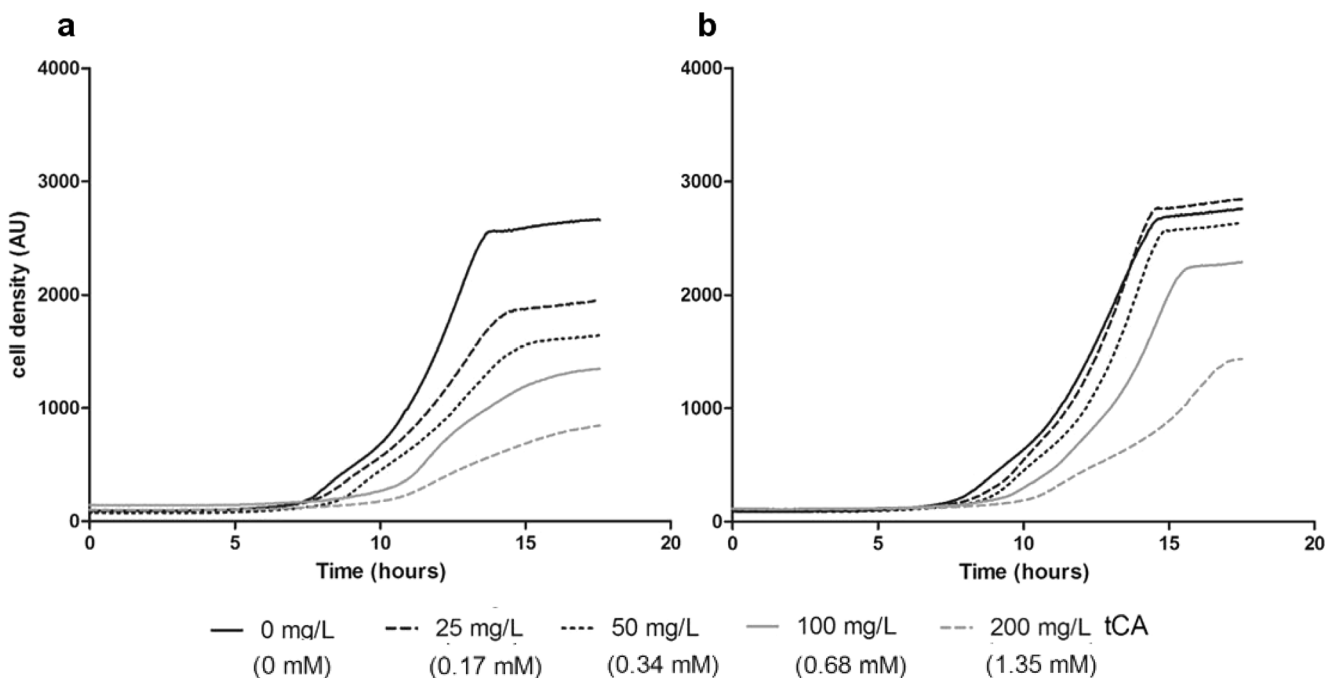 a
b
4000
3000
2000
1000
0
cell density (AU)
0 5 10 15 20
Time (hours)
4000
3000
2000
1000
0
0 5 10 15 20
Time (hours)
0 mg/L 25 mg/L 50 mg/L 100 mg/L 200 mg/L tCA
(0 mM) (0.17 mM) (0.34 mM) (0.68 mM) (1.35 mM)